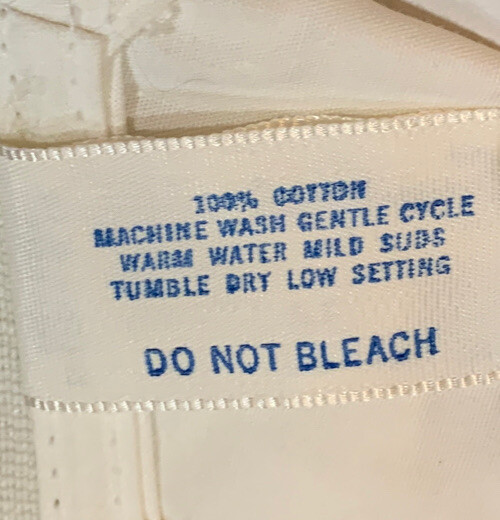 100% COTTON
MACHINE WASH GENTLE CYCLE
WARM WATER MILD SUDS
TUMBLE DRY LOW SETTING
DO NOT BLEACH